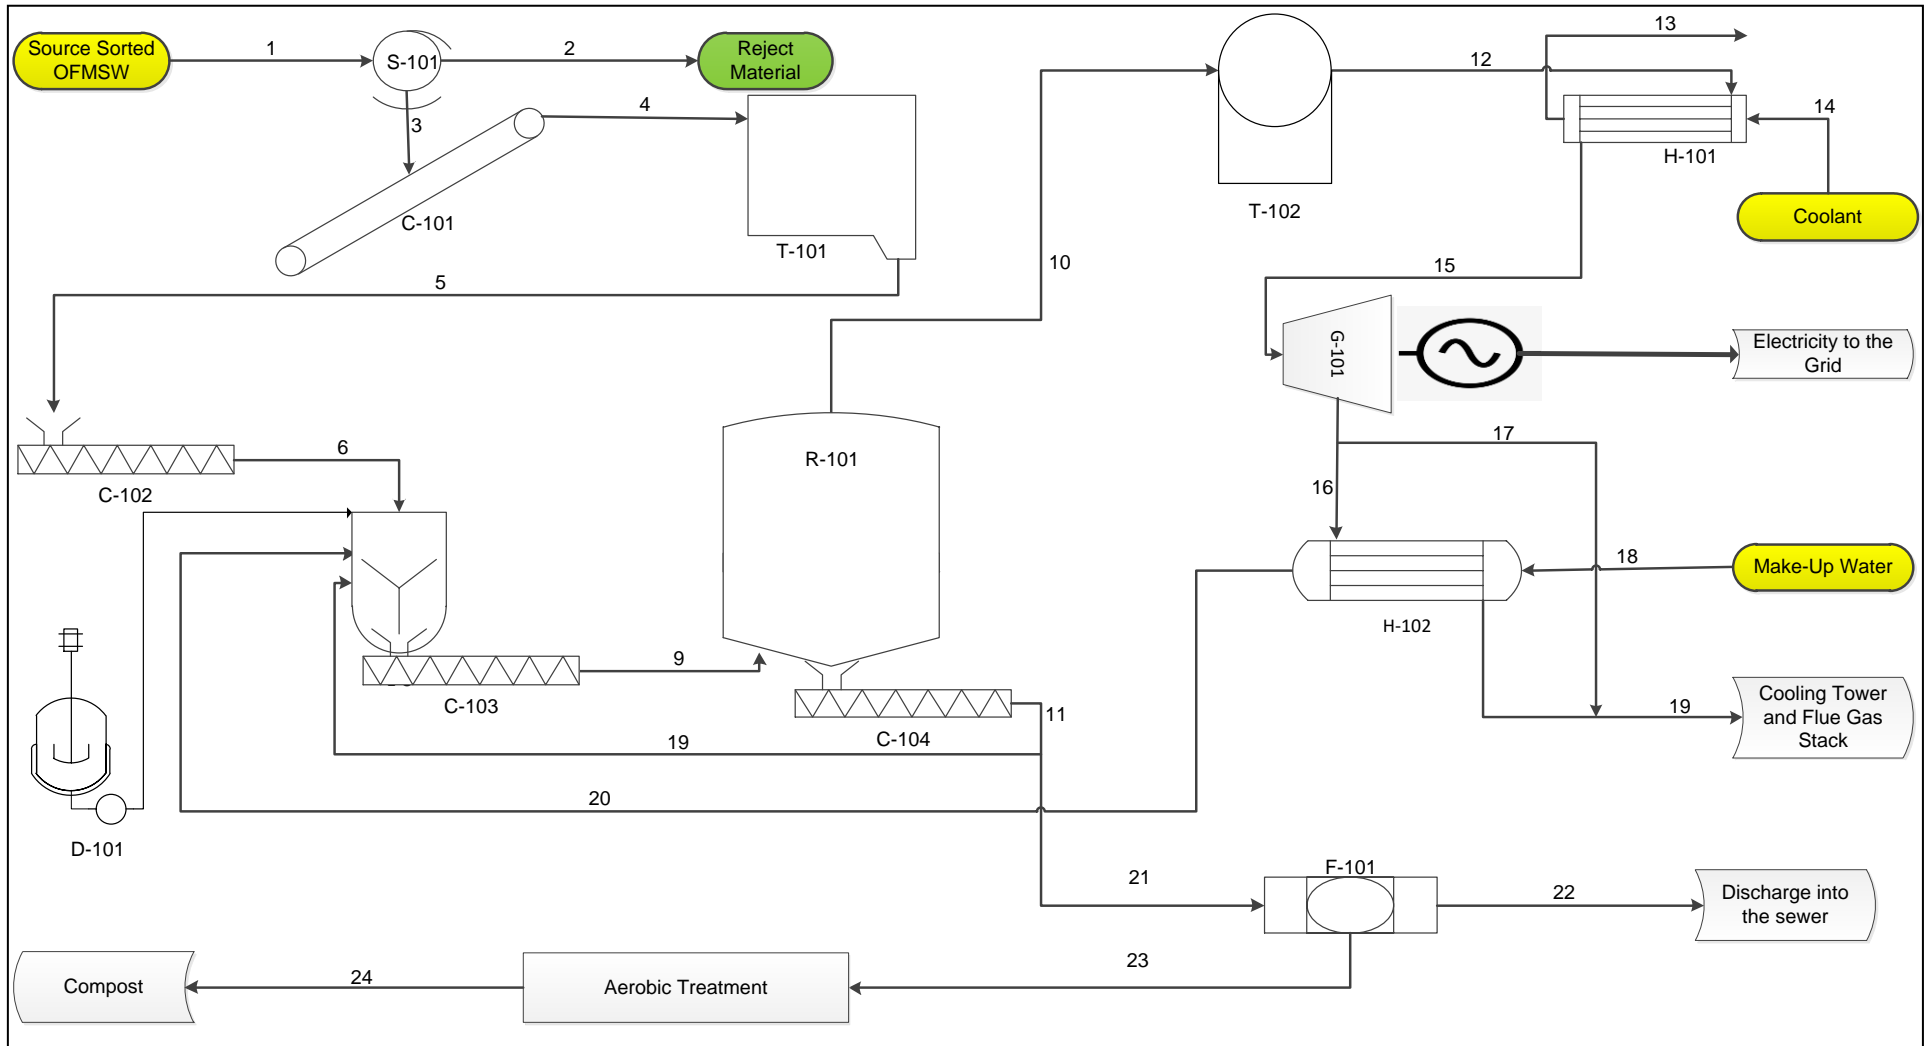 Source Sorted
OFMSW
1
S-101
2
Reject
Material
3
4
C-101
T-101
5
10
T-102
12
13
14
H-101
Coolant
15
G-101
Electricity to the
Grid
17
16
6
C-102
R-101
18
Make-Up Water
H-102
9
C-103
11
C-104
19
19
Cooling Tower
and Flue Gas
Stack
20
D-101
21
F-101
22
Discharge into
the sewer
23
Aerobic Treatment
24
Compost